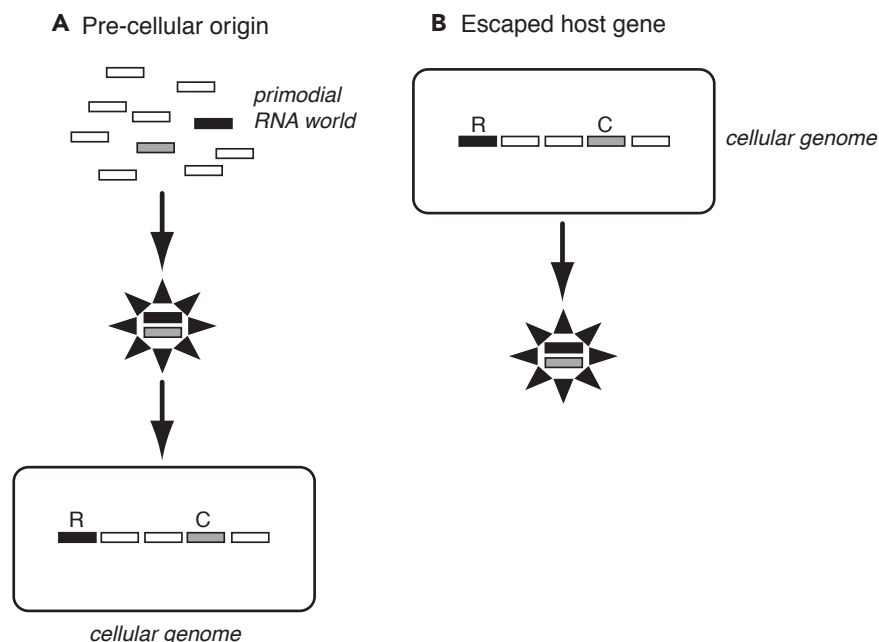 A Pre-cellular origin
primodial
RNA world
R C
cellular genome
B Escaped host gene
R C
cellular genome